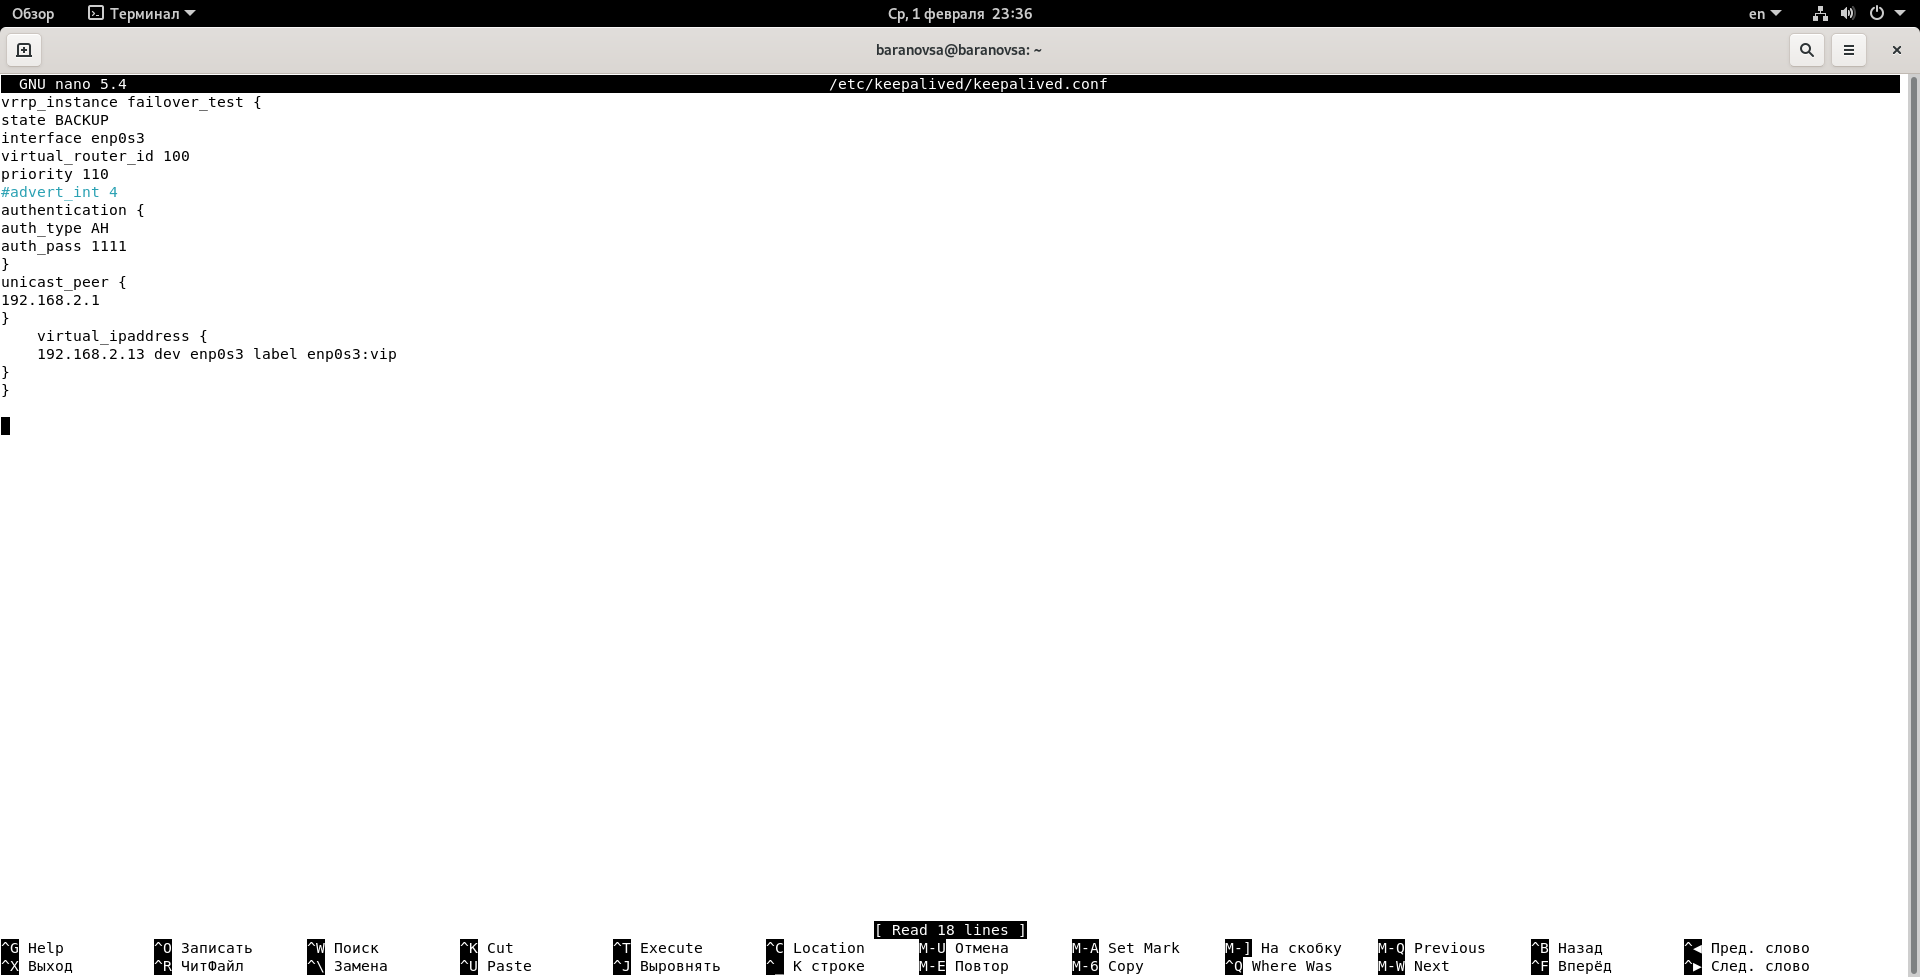 Обзор Терминал Ср, 1 февраля 23:36 en
baranovsa@baranovsa: ~
GNU nano 5.4 /etc/keepalived/keepalived.conf
vrrp_instance failover_test {
state BACKUP
interface enp0s3
virtual_router_id 100
priority 110
#advert_int 4
authentication {
auth_type AH
auth_pass 1111
}
unicast_peer {
192.168.2.1
}
    virtual_ipaddress {
    192.168.2.13 dev enp0s3 label enp0s3:vip
}
}
[ Read 18 lines ]
^G Help ^O Записать ^W Поиск ^K Cut ^T Execute ^C Location M-U Отмена M-A Set Mark M-] На скобку M-Q Previous ^B Назад ^◀ Пред. слово
^X Выход ^R ЧитФайл ^\ Замена ^U Paste ^J Выровнять ^_ К строке M-E Повтор M-6 Copy ^Q Where Was M-W Next ^F Вперёд ^▶ След. слово